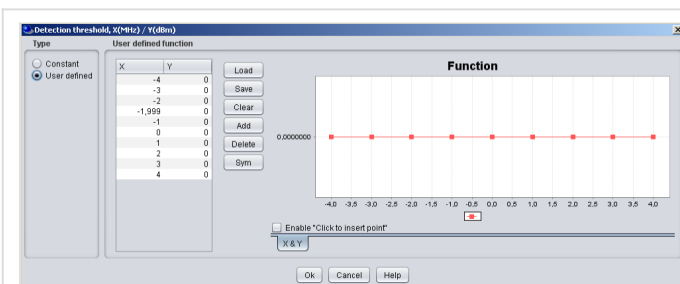 Detection threshold, X(MHz) / Y(dBm)
Type
User defined function
Constant
User defined
X Y
-4 0
-3 0
-2 0
-1,999 0
-1 0
0 0
1 0
2 0
3 0
4 0
Load
Save
Clear
Add
Delete
Sym
Function
0,0000000
-4,0 -3,5 -3,0 -2,5 -2,0 -1,5 -1,0 -0,5 0,0 0,5 1,0 1,5 2,0 2,5 3,0 3,5 4,0
Enable "Click to insert point"
X & Y
Ok Cancel Help